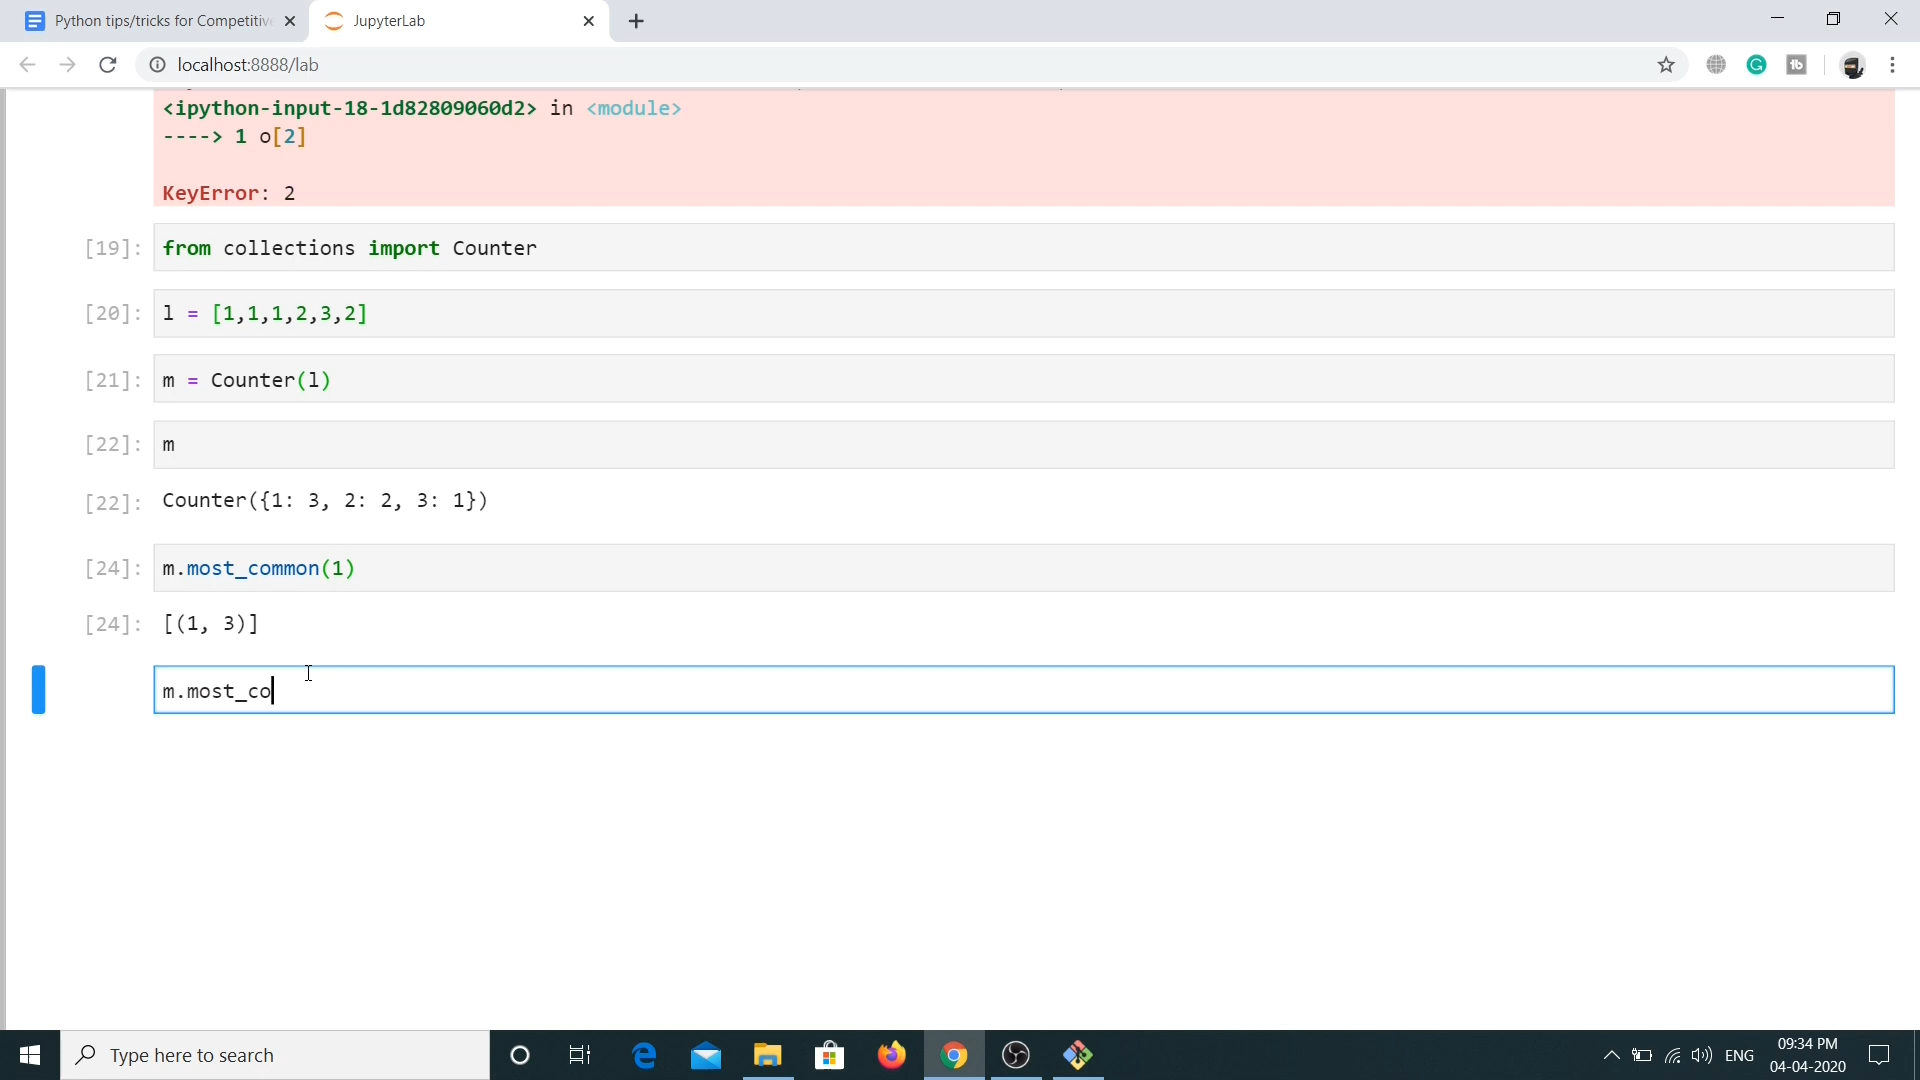 Python tips/tricks for Competitiv
JupyterLab
localhost:8888/lab
<ipython-input-18-1d82809060d2> in <module>
----> 1 o[2]
KeyError: 2
[19]: from collections import Counter
[20]: l = [1,1,1,2,3,2]
[21]: m = Counter(l)
[22]: m
[22]: Counter({1: 3, 2: 2, 3: 1})
[24]: m.most_common(1)
[24]: [(1, 3)]
m.most_co
Type here to search
ENG
09:34 PM
04-04-2020